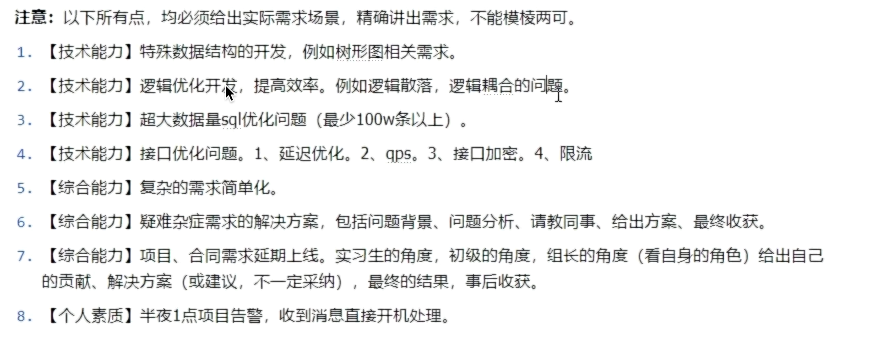 注意：以下所有点，均必须给出实际需求场景，精确讲出需求，不能模棱两可。
1. 【技术能力】特殊数据结构的开发，例如树形图相关需求。
2. 【技术能力】逻辑优化开发，提高效率。例如逻辑散落，逻辑耦合的问题。
3. 【技术能力】超大数据量sql优化问题（最少100w条以上）。
4. 【技术能力】接口优化问题。1、延迟优化。2、qps。3、接口加密。4、限流
5. 【综合能力】复杂的需求简单化。
6. 【综合能力】疑难杂症需求的解决方案，包括问题背景、问题分析、请教同事、给出方案、最终收获。
7. 【综合能力】项目、合同需求延期上线。实习生的角度，初级的角度，组长的角度（看自身的角色）给出自己
的贡献、解决方案（或建议，不一定采纳），最终的结果，事后收获。
8. 【个人素质】半夜1点项目告警，收到消息直接开机处理。